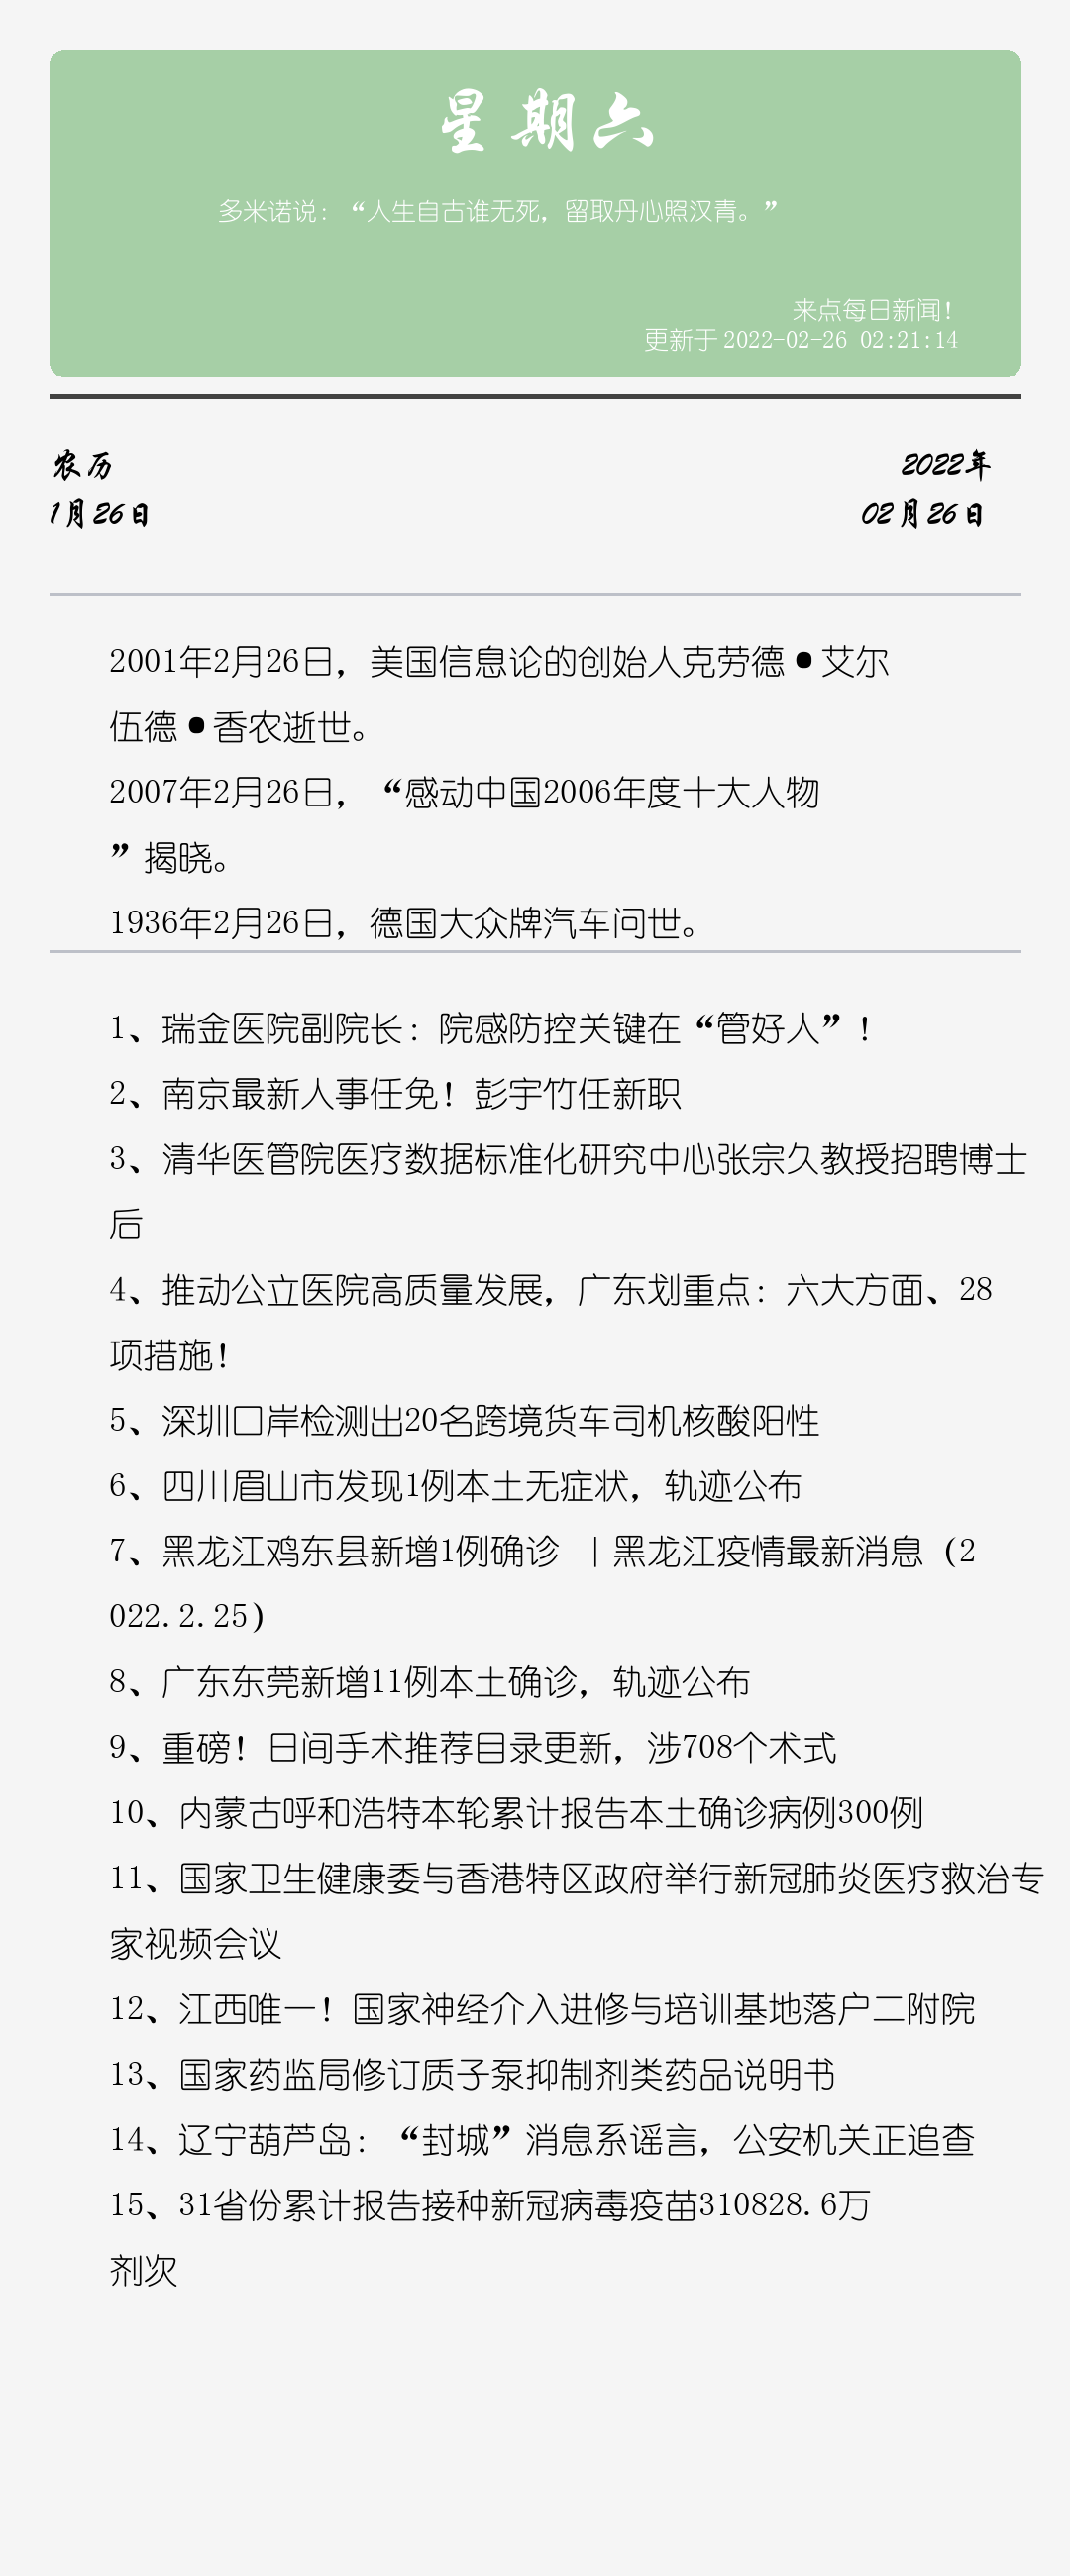 星期六
多米诺说：“人生自古谁无死，留取丹心照汉青。”
来点每日新闻！
更新于2022-02-26 02:21:14
农历
2022年
1月26日
02月26日
2001年2月26日，美国信息论的创始人克劳德•艾尔
伍德•香农逝世。
2007年2月26日，“感动中国2006年度十大人物
”揭晓。
1936年2月26日，德国大众牌汽车问世。
1、瑞金医院副院长：院感防控关键在“管好人”！
2、南京最新人事任免！彭宇竹任新职
3、清华医管院医疗数据标准化研究中心张宗久教授招聘博士
后
4、推动公立医院高质量发展，广东划重点：六大方面、28
项措施！
5、深圳口岸检测出20名跨境货车司机核酸阳性
6、四川眉山市发现1例本土无症状，轨迹公布
7、黑龙江鸡东县新增1例确诊 丨黑龙江疫情最新消息（2
022.2.25）
8、广东东莞新增11例本土确诊，轨迹公布
9、重磅！日间手术推荐目录更新，涉708个术式
10、内蒙古呼和浩特本轮累计报告本土确诊病例300例
11、国家卫生健康委与香港特区政府举行新冠肺炎医疗救治专
家视频会议
12、江西唯一！国家神经介入进修与培训基地落户二附院
13、国家药监局修订质子泵抑制剂类药品说明书
14、辽宁葫芦岛：“封城”消息系谣言，公安机关正追查
15、31省份累计报告接种新冠病毒疫苗310828.6万
剂次